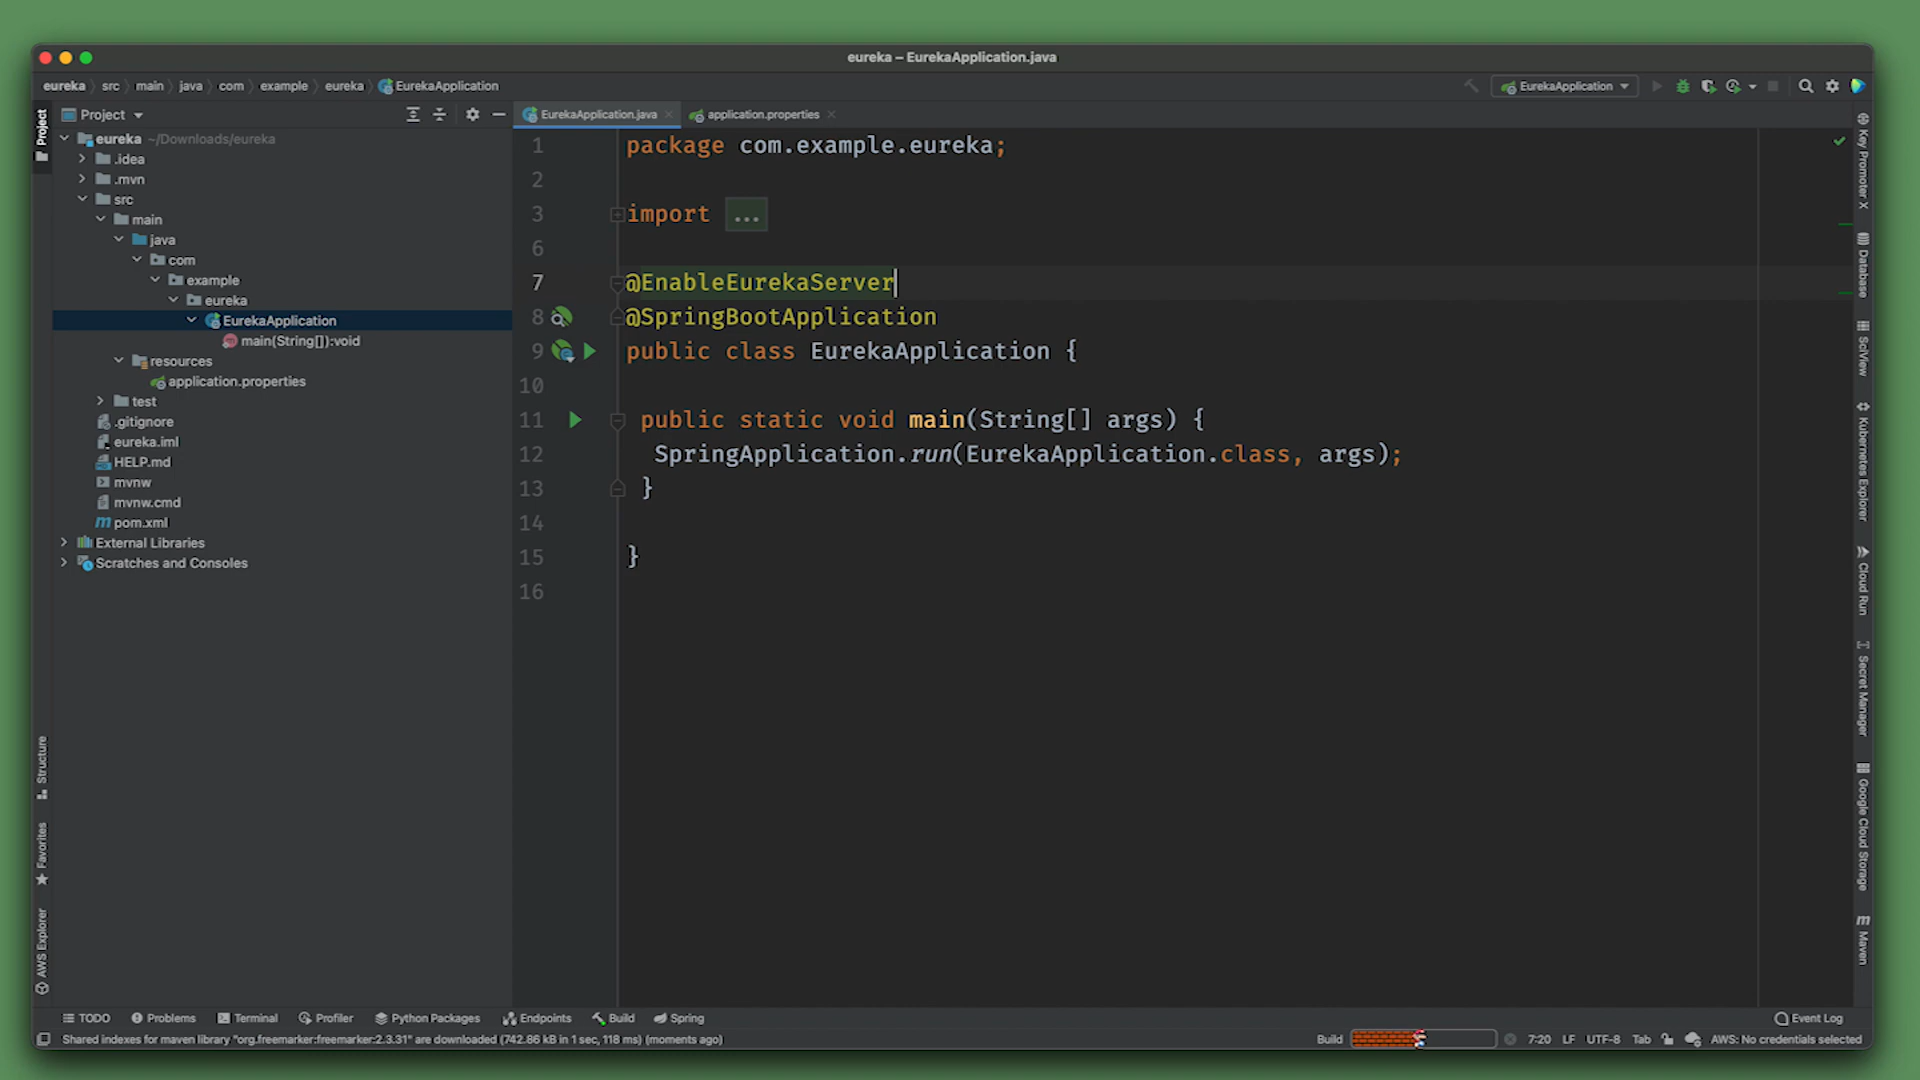 eureka – EurekaApplication.java
eureka src main java com example eureka EurekaApplication
EurekaApplication
Project
EurekaApplication.java
application.properties
Project
eureka ~/Downloads/eureka
.idea
.mvn
src
main
java
com
example
eureka
EurekaApplication
main(String[]):void
resources
application.properties
test
.gitignore
eureka.iml
HELP.md
mvnw
mvnw.cmd
pom.xml
External Libraries
Scratches and Consoles
Structure
Favorites
AWS Explorer
1 package com.example.eureka;
2
3 import ...
6
7 @EnableEurekaServer
8 @SpringBootApplication
9 public class EurekaApplication {
10
11 public static void main(String[] args) {
12 SpringApplication.run(EurekaApplication.class, args);
13 }
14
15 }
16
Key Promoter X
Database
SciView
Kubernetes Explorer
Cloud Run
Secret Manager
Google Cloud Storage
Maven
TODO Problems Terminal Profiler Python Packages Endpoints Build Spring Event Log
Shared indexes for maven library "org.freemarker:freemarker:2.3.31" are downloaded (742.86 kB in 1 sec, 118 ms) (moments ago) Build 7:20 LF UTF-8 Tab AWS: No credentials selected